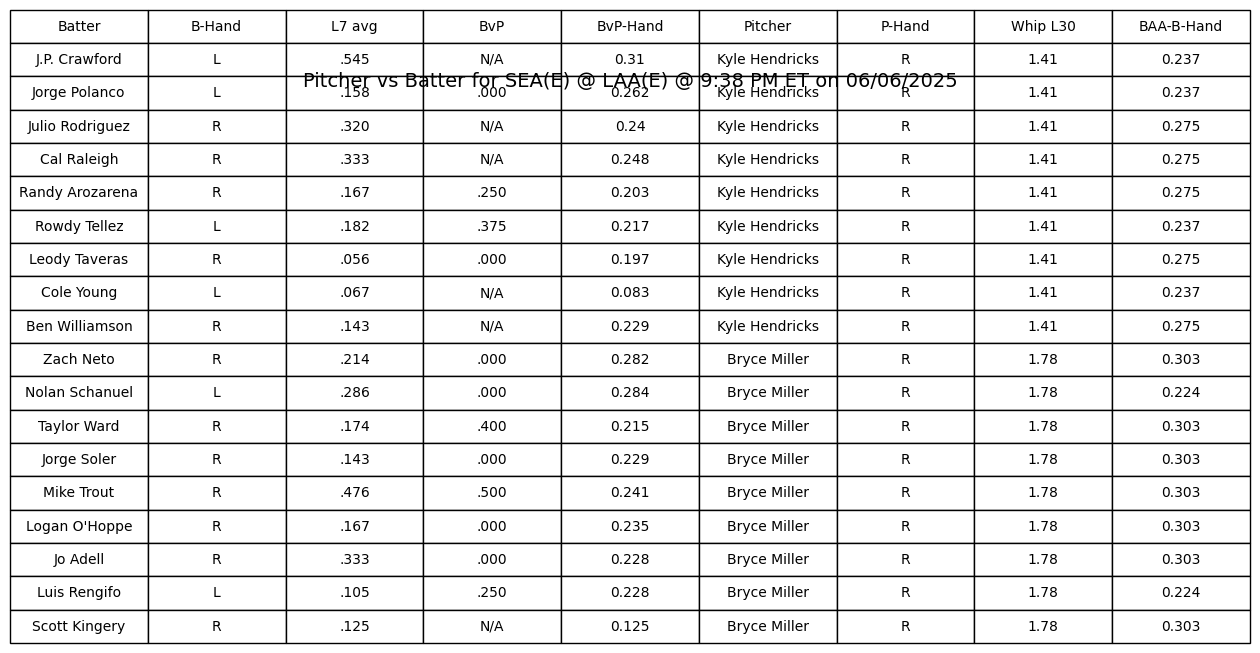 Batter B-Hand L7 avg BvP BvP-Hand Pitcher P-Hand Whip L30 BAA-B-Hand
J.P. Crawford L .545 N/A 0.31 Kyle Hendricks R 1.41 0.237
Pitcher vs Batter for SEA(E) @ LAA(E) @ 9:38 PM ET on 06/06/2025
Jorge Polanco L .158 .000 0.262 Kyle Hendricks R 1.41 0.237
Julio Rodriguez R .320 N/A 0.24 Kyle Hendricks R 1.41 0.275
Cal Raleigh R .333 N/A 0.248 Kyle Hendricks R 1.41 0.275
Randy Arozarena R .167 .250 0.203 Kyle Hendricks R 1.41 0.275
Rowdy Tellez L .182 .375 0.217 Kyle Hendricks R 1.41 0.237
Leody Taveras R .056 .000 0.197 Kyle Hendricks R 1.41 0.275
Cole Young L .067 N/A 0.083 Kyle Hendricks R 1.41 0.237
Ben Williamson R .143 N/A 0.229 Kyle Hendricks R 1.41 0.275
Zach Neto R .214 .000 0.282 Bryce Miller R 1.78 0.303
Nolan Schanuel L .286 .000 0.284 Bryce Miller R 1.78 0.224
Taylor Ward R .174 .400 0.215 Bryce Miller R 1.78 0.303
Jorge Soler R .143 .000 0.229 Bryce Miller R 1.78 0.303
Mike Trout R .476 .500 0.241 Bryce Miller R 1.78 0.303
Logan O'Hoppe R .167 .000 0.235 Bryce Miller R 1.78 0.303
Jo Adell R .333 .000 0.228 Bryce Miller R 1.78 0.303
Luis Rengifo L .105 .250 0.228 Bryce Miller R 1.78 0.224
Scott Kingery R .125 N/A 0.125 Bryce Miller R 1.78 0.303